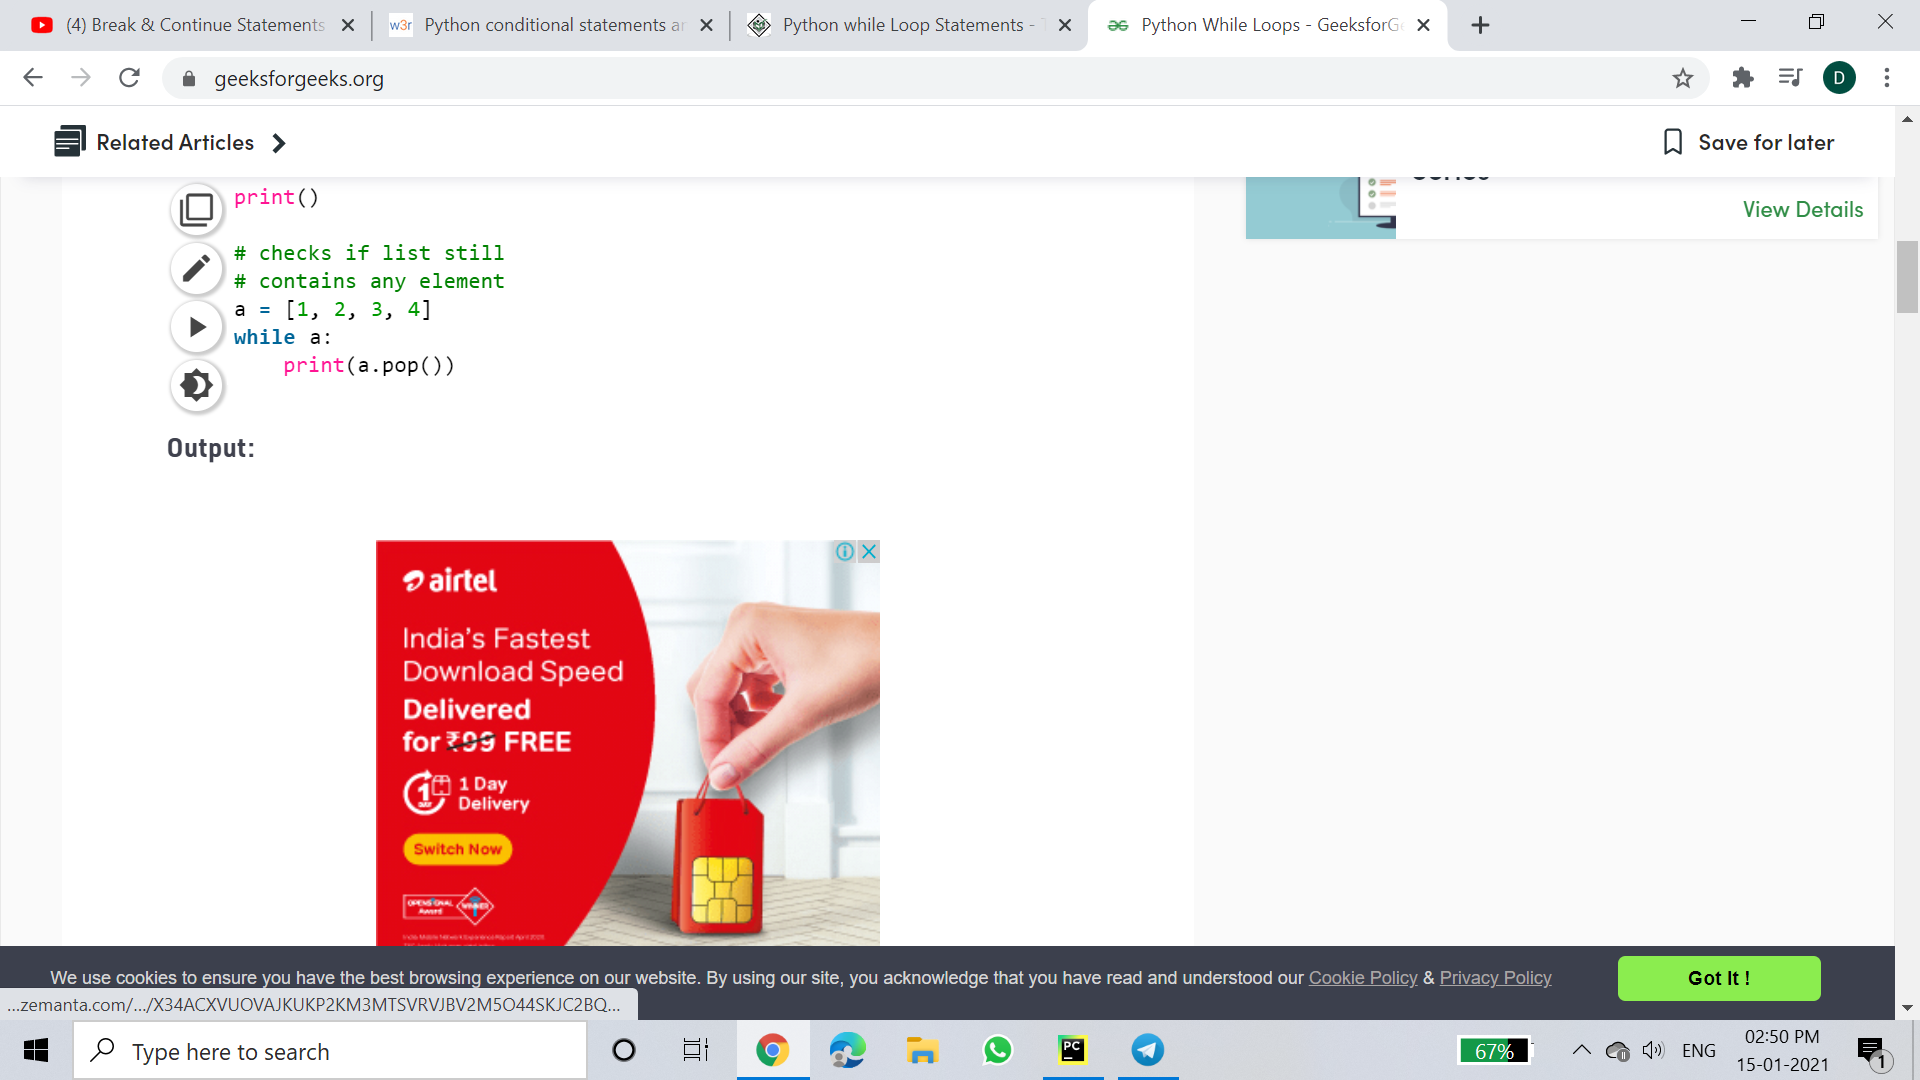 (4) Break & Continue Statements
w3r Python conditional statements ar
Python while Loop Statements -
Python While Loops - GeeksforG
geeksforgeeks.org
D
Related Articles
Save for later
View Details
print()
# checks if list still
# contains any element
a = [1, 2, 3, 4]
while a:
    print(a.pop())
Output:
airtel
India's Fastest
Download Speed
Delivered
for ₹99 FREE
1 Day
Delivery
Switch Now
Award
WINNER
We use cookies to ensure you have the best browsing experience on our website. By using our site, you acknowledge that you have read and understood our Cookie Policy & Privacy Policy
Got It !
...zemanta.com/.../X34ACXVUOVAJKUKP2KM3MTSVRVJBV2M5O44SKJC2BQ...
Type here to search
PC
67%
ENG
02:50 PM
15-01-2021
1